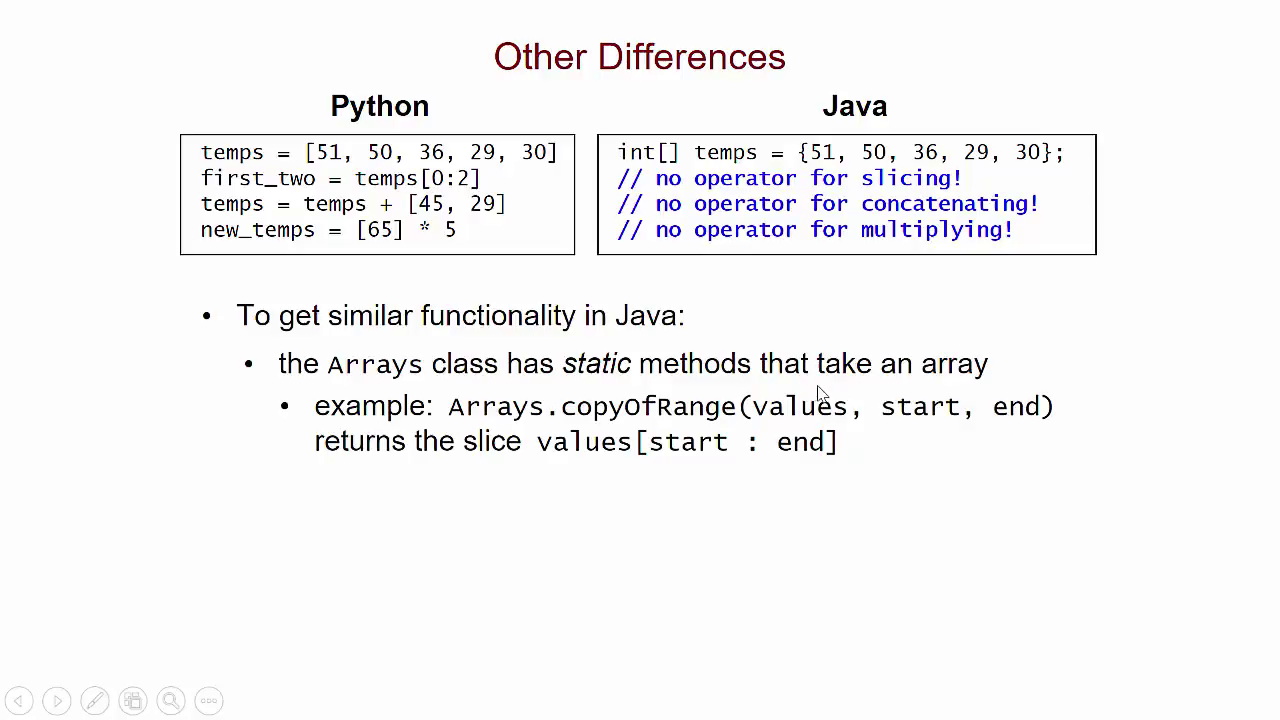 Other Differences
Python
Java
temps = [51, 50, 36, 29, 30]
first_two = temps[0:2]
temps = temps + [45, 29]
new_temps = [65] * 5
int[] temps = {51, 50, 36, 29, 30};
// no operator for slicing!
// no operator for concatenating!
// no operator for multiplying!
• To get similar functionality in Java:
• the Arrays class has static methods that take an array
• example: Arrays.copyOfRange(values, start, end)
returns the slice values[start : end]